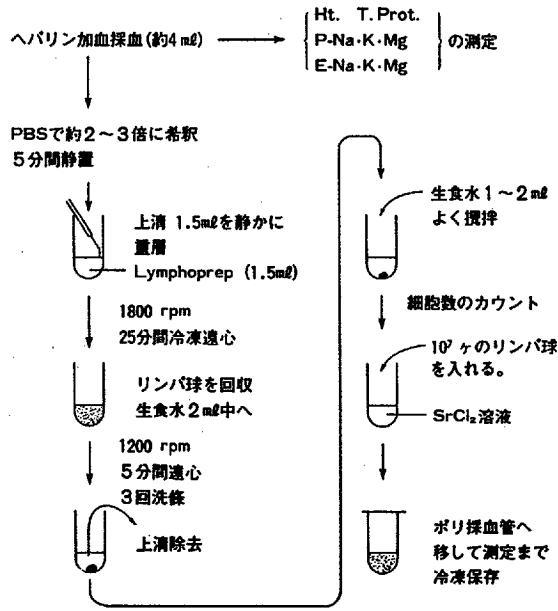 ヘパリン加血採血(約4㎖)
Ht. T. Prot.
P-Na・K・Mg
E-Na・K・Mg
の測定
PBSで約2～3倍に希釈
5分間静置
上清 1.5㎖を静かに
重層
Lymphoprep (1.5㎖)
1800 rpm
25分間冷凍遠心
リンパ球を回収
生食水2㎖中へ
1200 rpm
5分間遠心
3回洗滌
上清除去
生食水1～2㎖
よく攪拌
細胞数のカウント
10⁷ヶのリンパ球
を入れる。
SrCl₂溶液
ポリ採血管へ
移して測定まで
冷凍保存